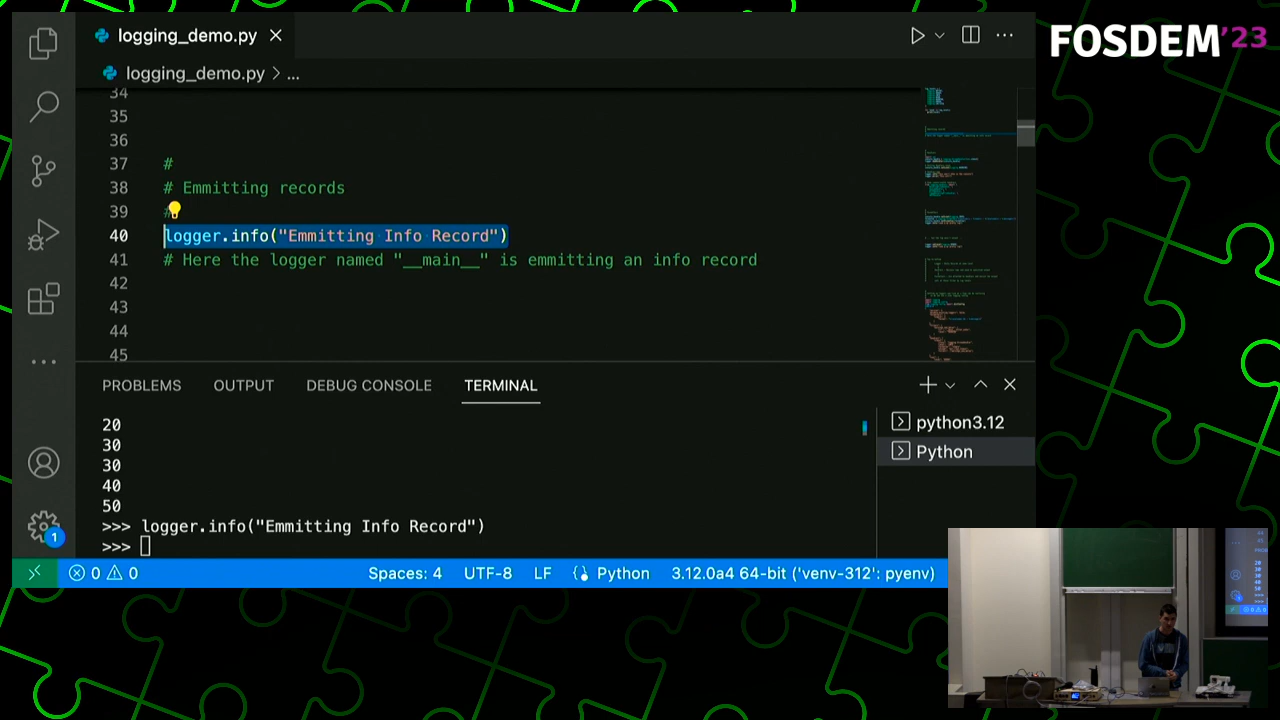 logging_demo.py
FOSDEM'23
logging_demo.py > ...
34
35
36
37 #
38 # Emmitting records
39 #
40 logger.info("Emmitting Info Record")
41 # Here the logger named "__main__" is emmitting an info record
42
43
44
45
PROBLEMS OUTPUT DEBUG CONSOLE TERMINAL
20
30
30
40
50
>>> logger.info("Emmitting Info Record")
>>>
python3.12
Python
1
0 0 Spaces: 4 UTF-8 LF Python 3.12.0a4 64-bit ('venv-312': pyenv)